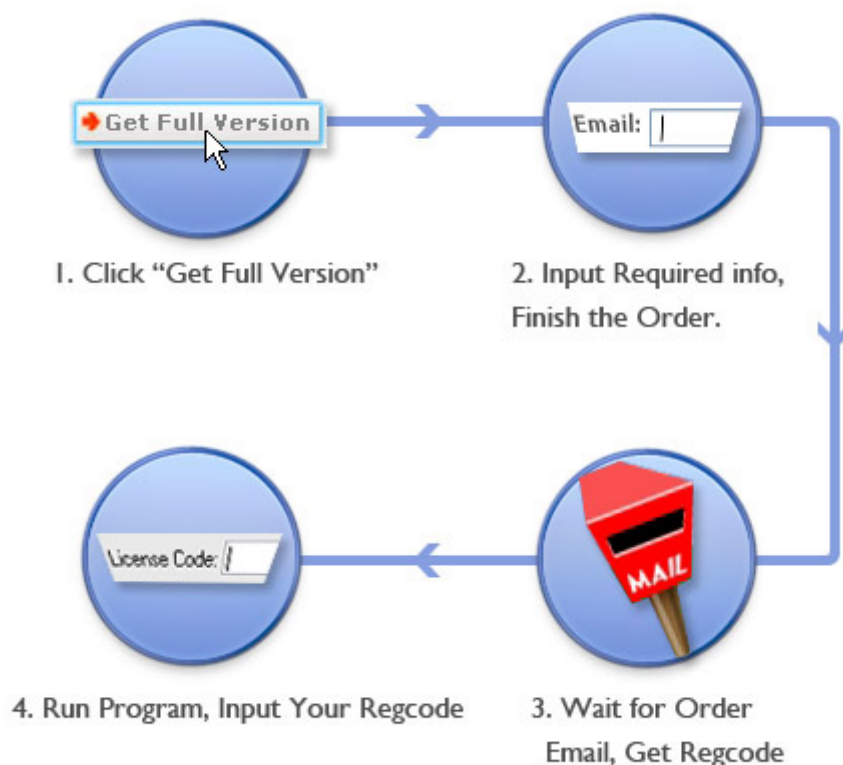 Get Full Version
Email:
1. Click “Get Full Version”
2. Input Required info,
Finish the Order.
License Code:
MAIL
4. Run Program, Input Your Regcode
3. Wait for Order
Email, Get Regcode